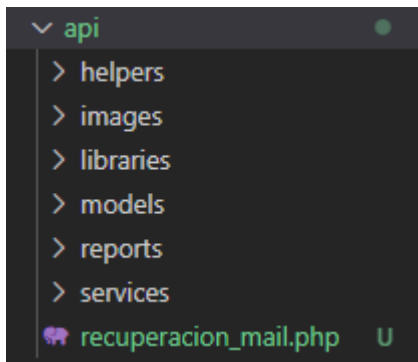 api
helpers
images
libraries
models
reports
services
recuperacion_mail.php U